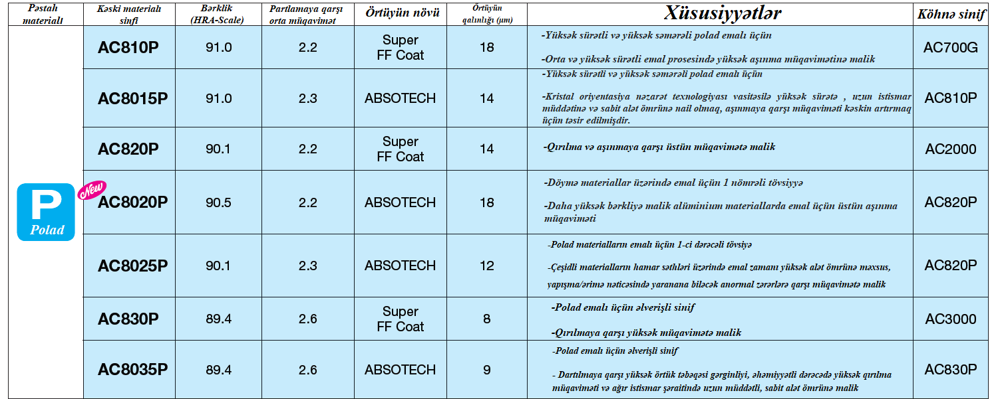 Pəstah materialı
Kəski materialı sinfi
Bərklik (HRA-Scale)
Partlamaya qarşı orta müqavimət
Örtüyün növü
Örtüyün qalınlığı (μm)
Xüsusiyyətlər
Köhnə sinif
P
Polad
AC810P
91.0
2.2
Super
FF Coat
18
-Yüksək sürətli və yüksək səmərəli polad emalı üçün
-Orta və yüksək sürətli emal prosesində yüksək aşınma müqavimətinə malik
AC700G
AC8015P
91.0
2.3
ABSOTECH
14
-Yüksək sürətli və yüksək səmərəli polad emalı üçün
-Kristal oriyentasiya nəzarət texnologiyası vasitəsilə yüksək sürətə , uzun istismar
müddətinə və sabit alət ömrünə nail olmaq, aşınmaya qarşı müqaviməti kəskin artırmaq
üçün təsir edilmişdir.
AC810P
AC820P
90.1
2.2
Super
FF Coat
14
-Qırılma və aşınmaya qarşı üstün müqavimətə malik
AC2000
New
AC8020P
90.5
2.2
ABSOTECH
18
-Döymə materiallar üzərində emal üçün 1 nömrəli tövsiyyə
-Daha yüksək bərkliyə malik alüminium materiallarda emal üçün üstün aşınma
müqaviməti
AC820P
AC8025P
90.1
2.3
ABSOTECH
12
-Polad materialların emalı üçün 1-ci dərəcəli tövsiyə
-Çeşidli materialların hamar səthləri üzərində emal zamanı yüksək alət ömrünə məxsus,
yapışma/ərimə nəticəsində yaranana biləcək anormal zərərlərə qarşı müqavimətə malik
AC820P
AC830P
89.4
2.6
Super
FF Coat
8
-Polad emalı üçün əlverişli sinif
-Qırılmaya qarşı yüksək müqavimətə malik
AC3000
AC8035P
89.4
2.6
ABSOTECH
9
-Polad emalı üçün əlverişli sinif
- Dartılmaya qarşı yüksək örtük təbəqəsi gərginliyi, əhəmiyyətli dərəcədə yüksək qırılma
müqaviməti və ağır istismar şəraitində uzun müddətli, sabit alət ömrünə malik
AC830P